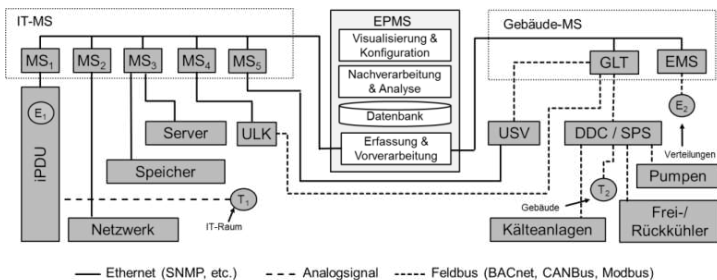 IT-MS
EPMS
Gebäude-MS
Visualisierung &
Konfiguration
MS₁
MS₂
MS₃
MS₄
MS₅
GLT
EMS
Nachverarbeitung
& Analyse
E₁
E₂
Datenbank
iPDU
Server
ULK
Erfassung &
Vorverarbeitung
USV
DDC / SPS
Verteilungen
Speicher
Pumpen
T₁
T₂
Gebäude
IT-Raum
Netzwerk
Kälteanlagen
Frei-/
Rückkühler
Ethernet (SNMP, etc.)
Analogsignal
Feldbus (BACnet, CANBus, Modbus)